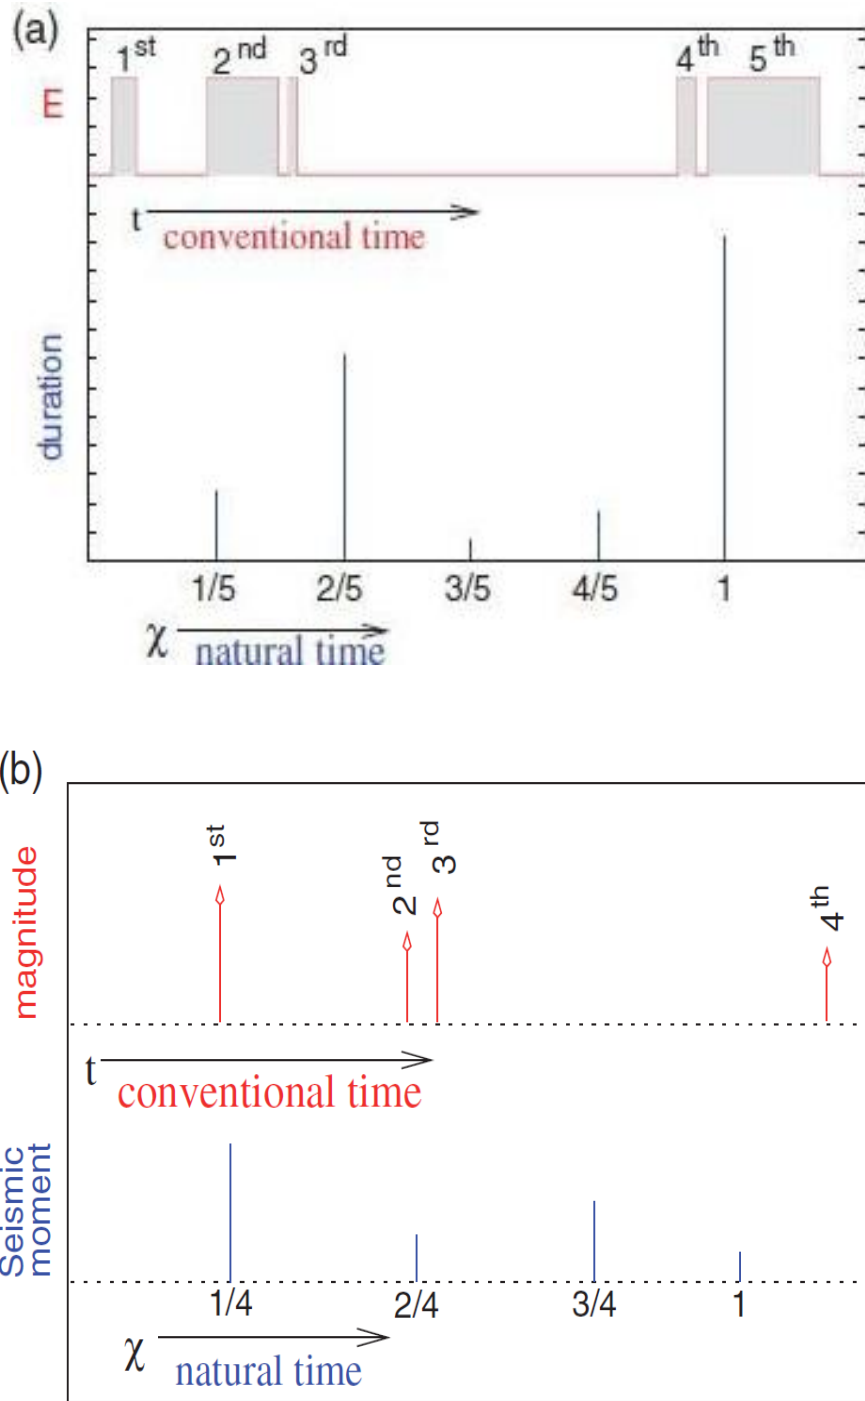 (a)
1st 2nd 3rd 4th 5th
E
t
conventional time
duration
1/5 2/5 3/5 4/5 1
χ
natural time
(b)
1st 2nd 3rd 4th
magnitude
t
conventional time
Seismic
moment
1/4 2/4 3/4 1
χ
natural time